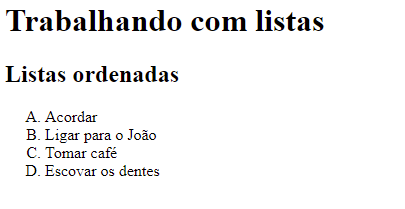 Trabalhando com listas
Listas ordenadas
A. Acordar
B. Ligar para o João
C. Tomar café
D. Escovar os dentes